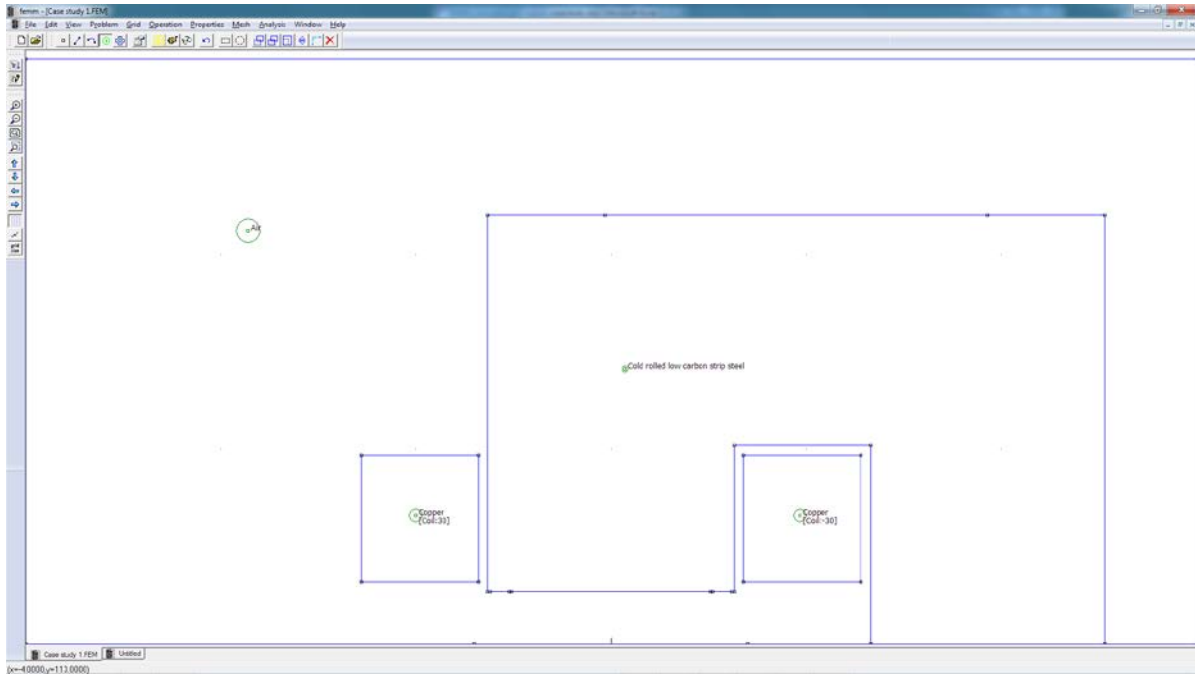 femm - [Case study 1.FEM]
File Edit View Problem Grid Operation Properties Mesh Analysis Window Help
Air
Cold rolled low carbon strip steel
Copper
[Coil:30]
Copper
[Coil:-30]
Case study 1.FEM Untitled
(x=-4.0000,y=113.0000)